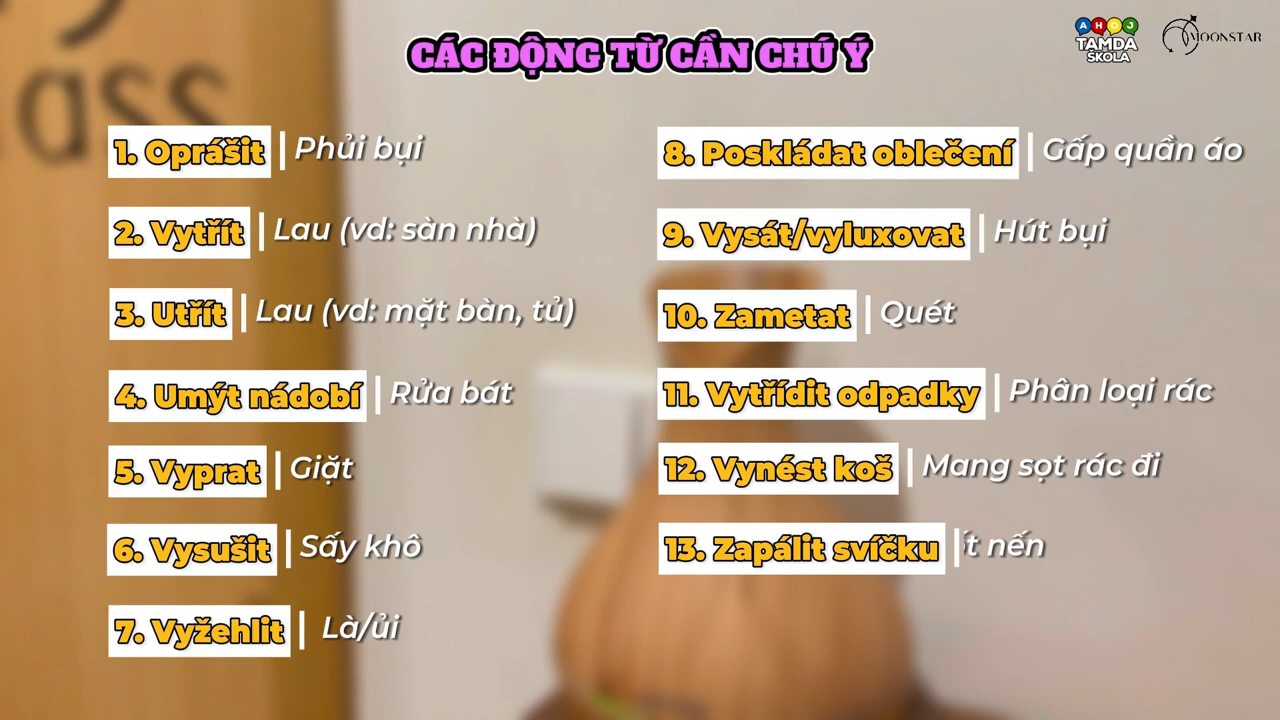 ass
CÁC ĐỘNG TỪ CẦN CHÚ Ý
AHOJ
TAMDA
ŠKOLA
MOONSTAR
1. Oprášit | Phủi bụi
2. Vytřít | Lau (vd: sàn nhà)
3. Utřít | Lau (vd: mặt bàn, tủ)
4. Umýt nádobí | Rửa bát
5. Vyprat | Giặt
6. Vysušit | Sấy khô
7. Vyžehlit | Là/ủi
8. Poskládat oblečení | Gấp quần áo
9. Vysát/vyluxovat | Hút bụi
10. Zametat | Quét
11. Vytřídit odpadky | Phân loại rác
12. Vynést koš | Mang sọt rác đi
13. Zapálit svíčku | nến